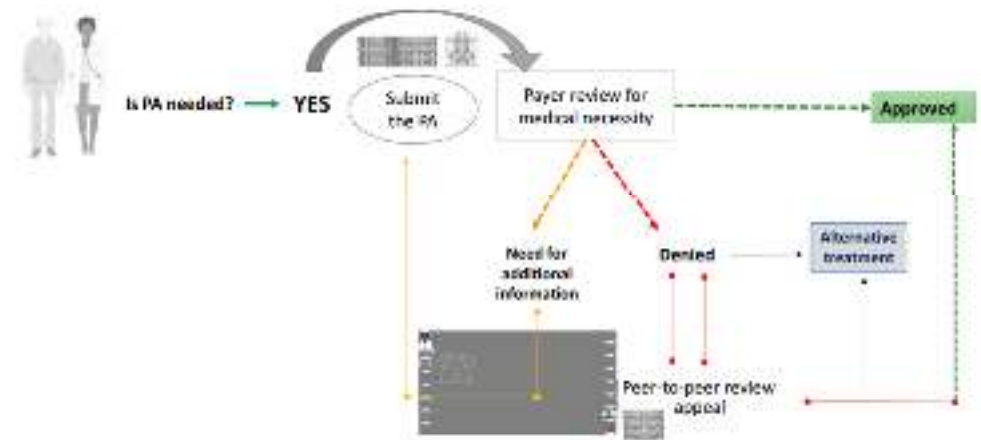 Is PA needed?
YES
Submit
the PA
Payer review for
medical necessity
Approved
Need for
additional
information
Denied
Alternative
treatment
Peer-to-peer review
appeal